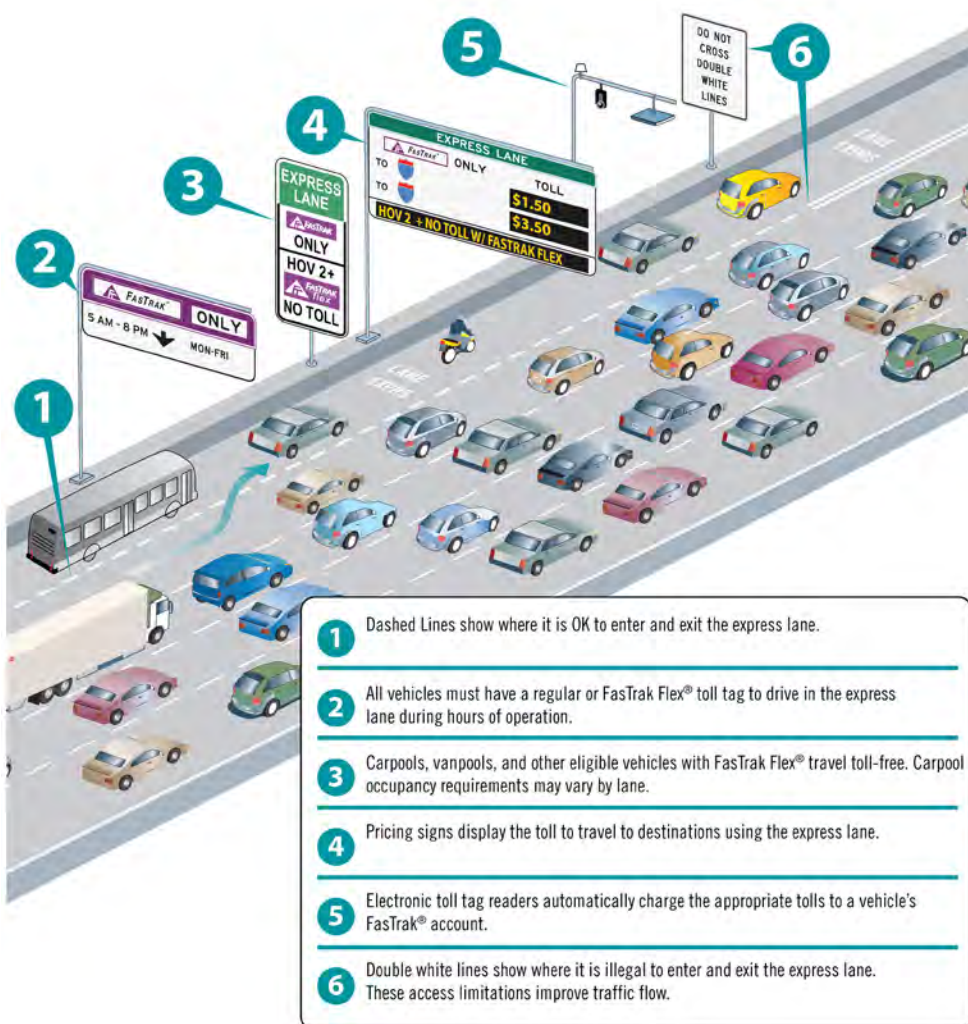 5
6
DO NOT
CROSS
DOUBLE
WHITE
LINES
4
EXPRESS LANE
FASTRAK ONLY
TOLL
TO
$1.50
TO
$3.50
HOV 2 + NO TOLL W/ FASTRAK FLEX
3
EXPRESS
LANE
FASTRAK
ONLY
HOV 2+
FASTRAK
flex
NO TOLL
2
FASTRAK™ ONLY
5 AM - 8 PM MON-FRI
1
LANE
LANE
1 Dashed Lines show where it is OK to enter and exit the express lane.
2 All vehicles must have a regular or FasTrak Flex® toll tag to drive in the express
lane during hours of operation.
3 Carpools, vanpools, and other eligible vehicles with FasTrak Flex® travel toll-free. Carpool
occupancy requirements may vary by lane.
4 Pricing signs display the toll to travel to destinations using the express lane.
5 Electronic toll tag readers automatically charge the appropriate tolls to a vehicle's
FasTrak® account.
6 Double white lines show where it is illegal to enter and exit the express lane.
These access limitations improve traffic flow.